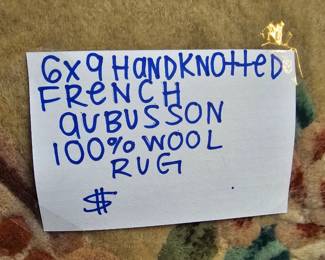 6x9 HanDKNOtteD
FRENCH
aUBUSSON
100% WOOL
RUG
$